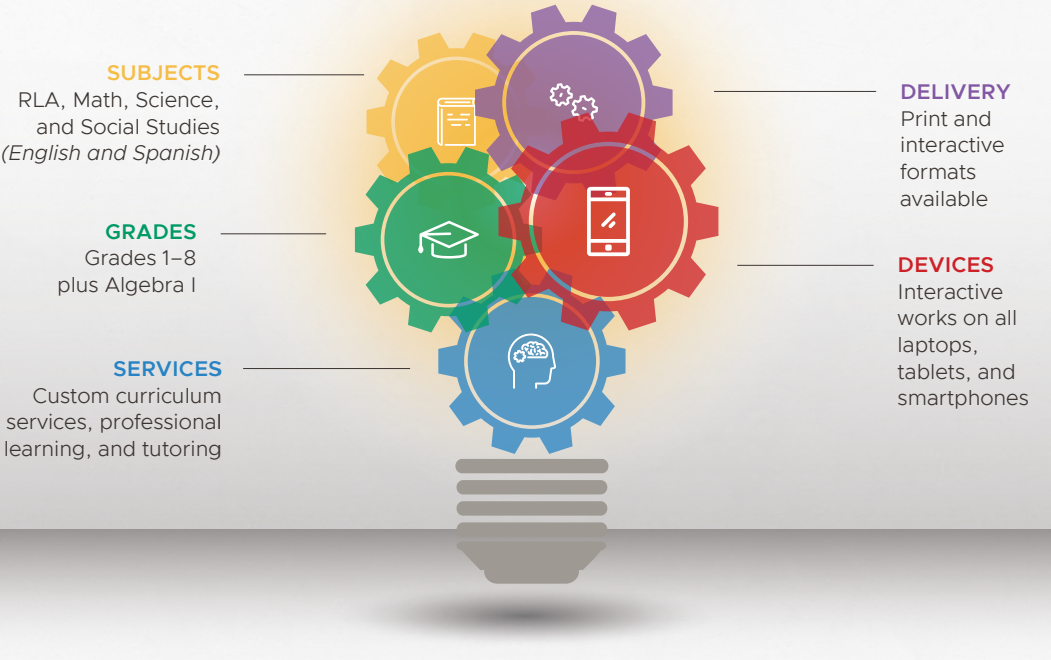 SUBJECTS
RLA, Math, Science,
and Social Studies
(English and Spanish)
GRADES
Grades 1–8
plus Algebra I
SERVICES
Custom curriculum
services, professional
learning, and tutoring
DELIVERY
Print and
interactive
formats
available
DEVICES
Interactive
works on all
laptops,
tablets, and
smartphones